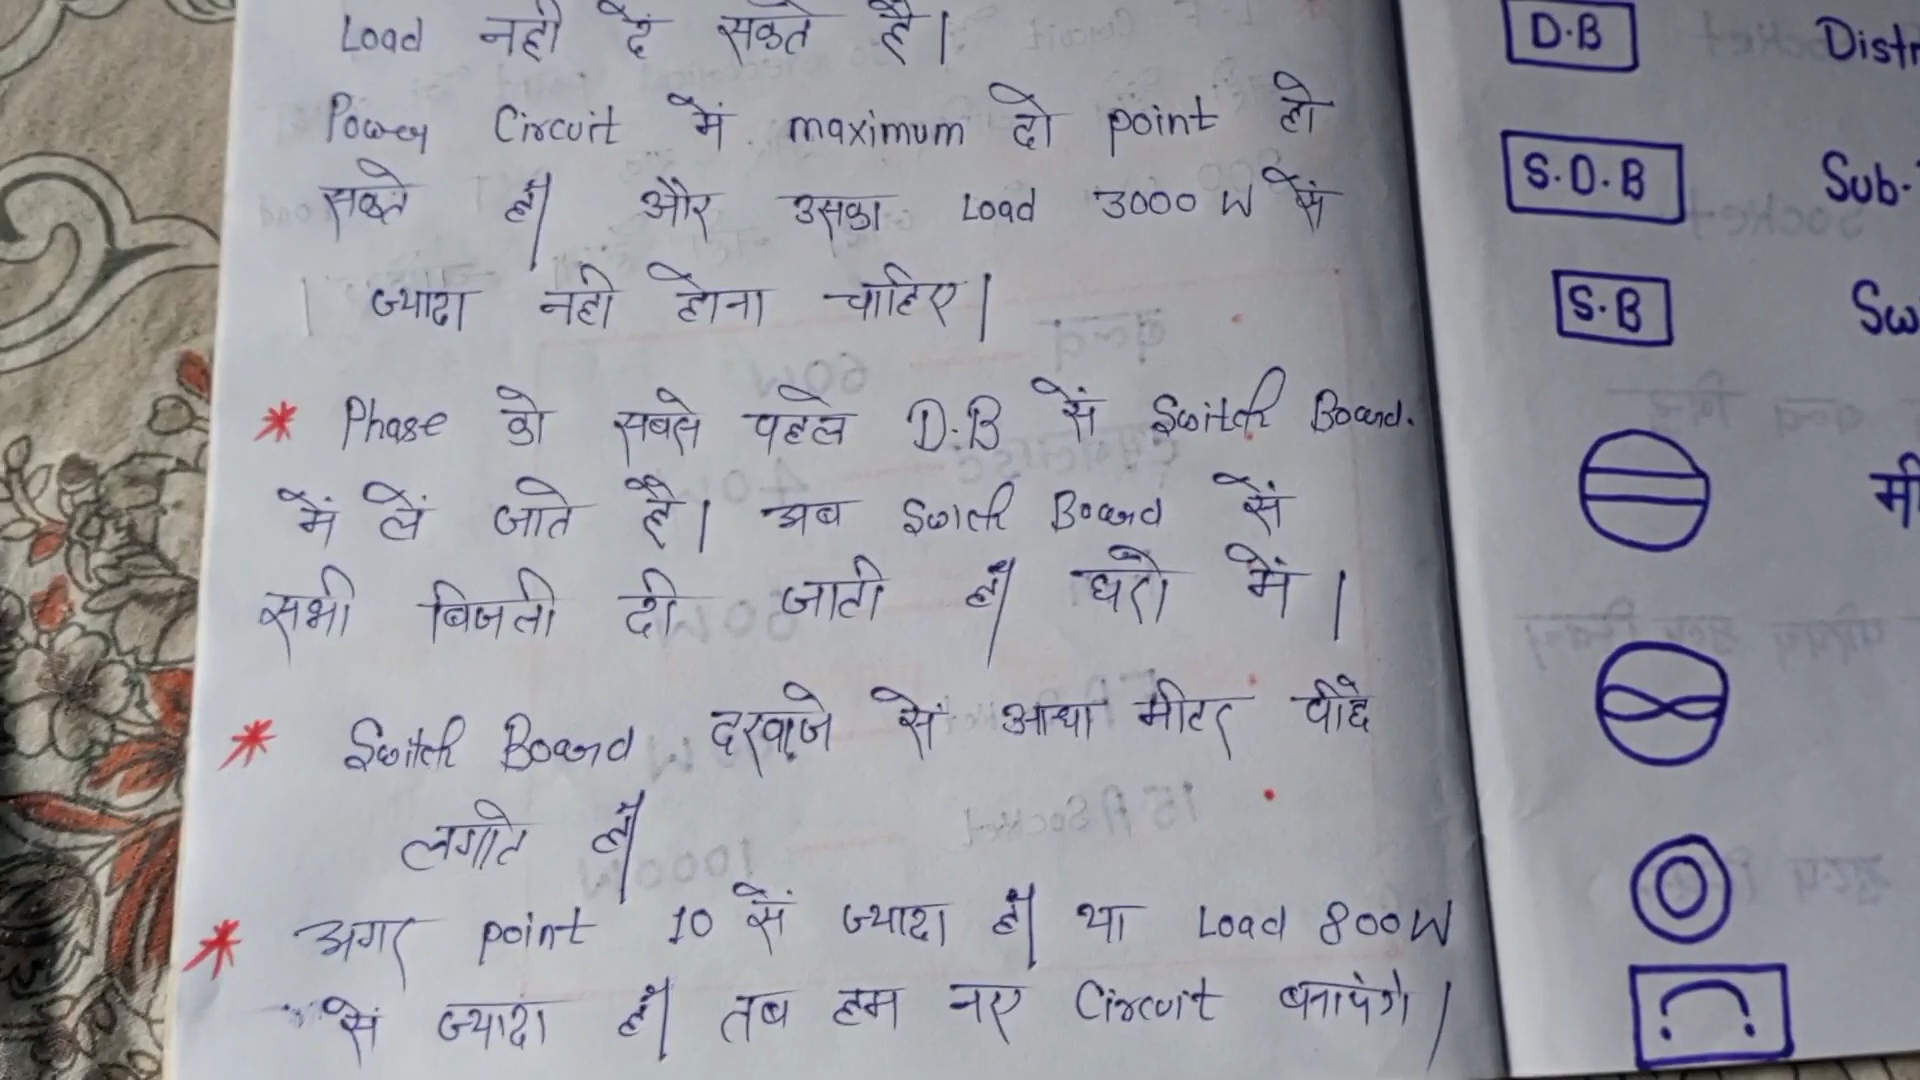 Load नही दें सकते है।
Power Circuit में maximum दो point हो
सकते है। और उसका Load 3000 W सें
ज्यादा नही होना चाहिए।
* Phase को सबसे पहले D.B सें Switch Board.
में लें जाते है। अब Switch Board सें
सभी बिजली दी जाती है। घरो में।
* Switch Board दरवाजे सें आधा मीटर पीछे
लगाते है।
* अगर point 10 सें ज्यादा है। या Load 800W
सें ज्यादा है। तब हम नए Circuit बनायेंगे।
D.B Distr
S.D.B Sub-
S.B Sw
मी